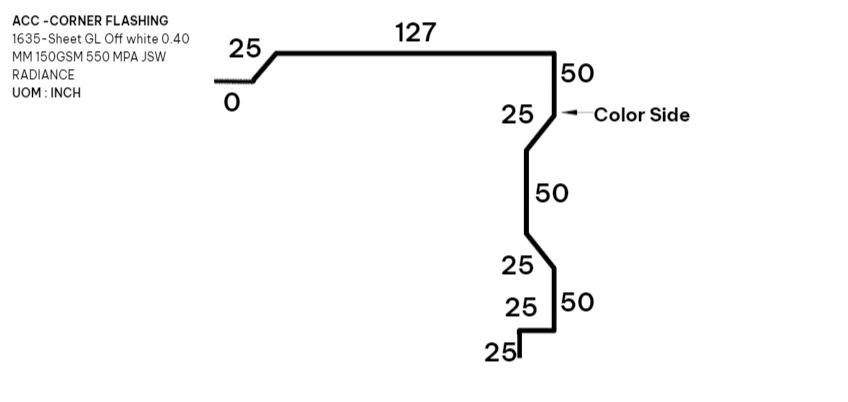 ACC -CORNER FLASHING
1635-Sheet GL Off white 0.40
MM 150GSM 550 MPA JSW
RADIANCE
UOM : INCH
127
25
0
50
25
Color Side
50
25
25
50
25